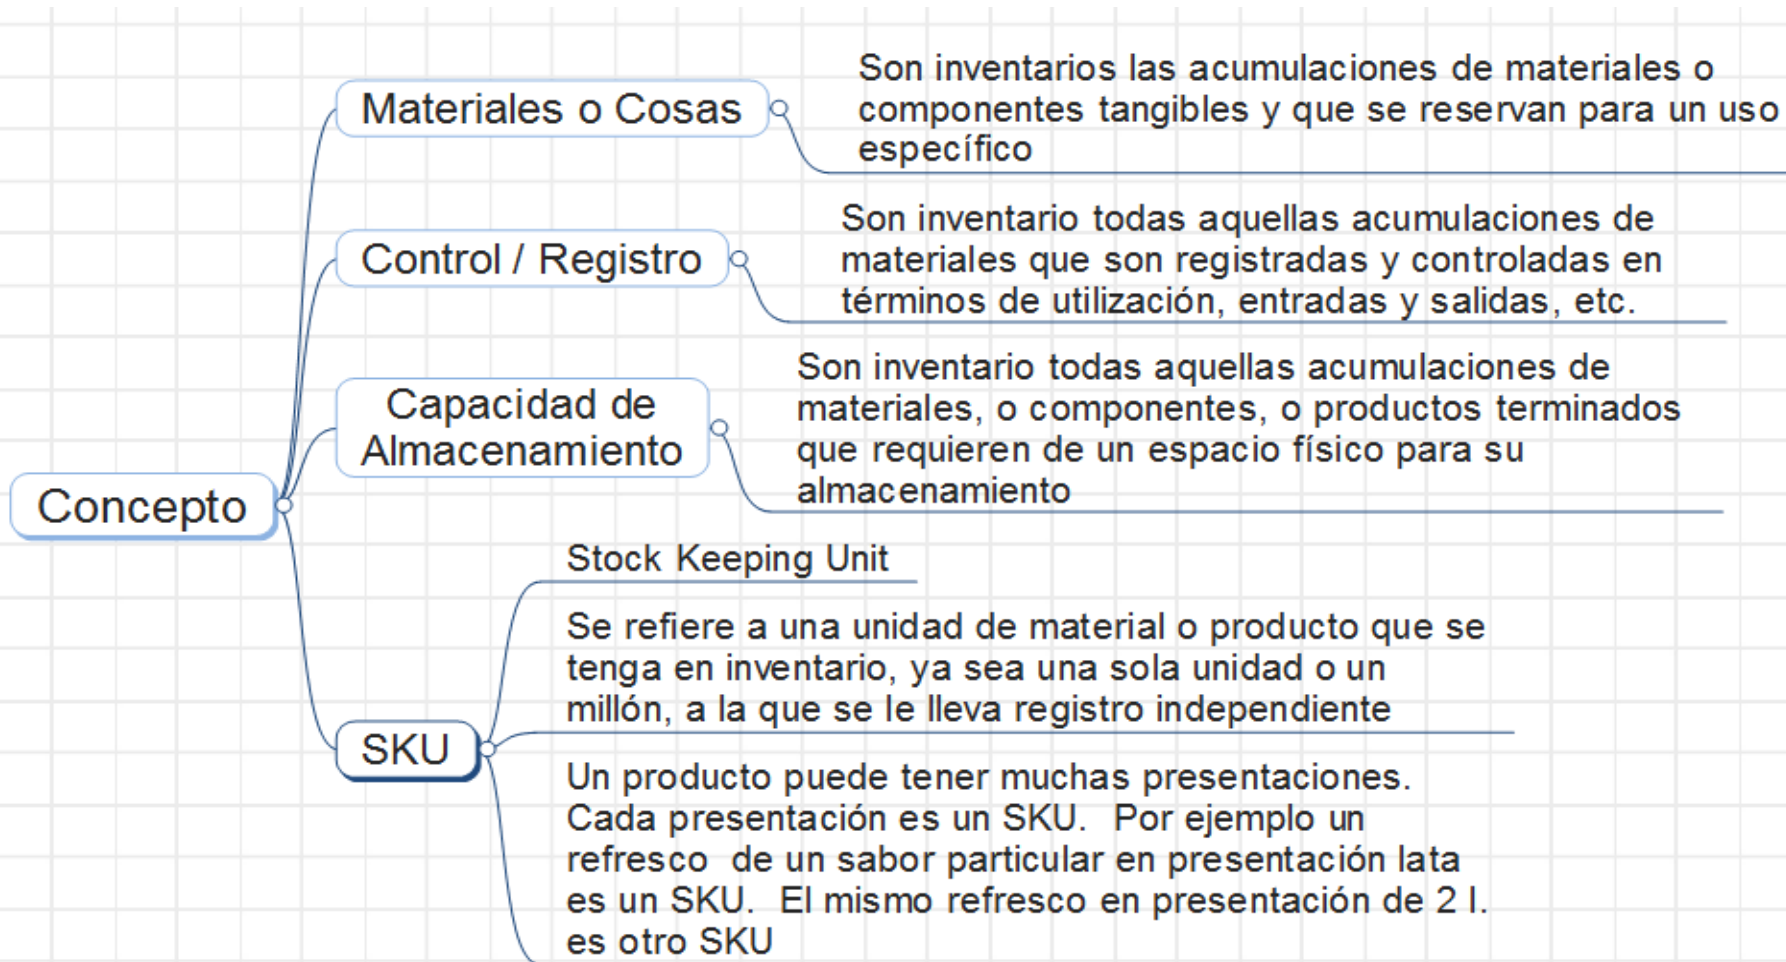 Concepto
Materiales o Cosas
Son inventarios las acumulaciones de materiales o
componentes tangibles y que se reservan para un uso
específico
Control / Registro
Son inventario todas aquellas acumulaciones de
materiales que son registradas y controladas en
términos de utilización, entradas y salidas, etc.
Capacidad de
Almacenamiento
Son inventario todas aquellas acumulaciones de
materiales, o componentes, o productos terminados
que requieren de un espacio físico para su
almacenamiento
SKU
Stock Keeping Unit
Se refiere a una unidad de material o producto que se
tenga en inventario, ya sea una sola unidad o un
millón, a la que se le lleva registro independiente
Un producto puede tener muchas presentaciones.
Cada presentación es un SKU.  Por ejemplo un
refresco  de un sabor particular en presentación lata
es un SKU.  El mismo refresco en presentación de 2 l.
es otro SKU